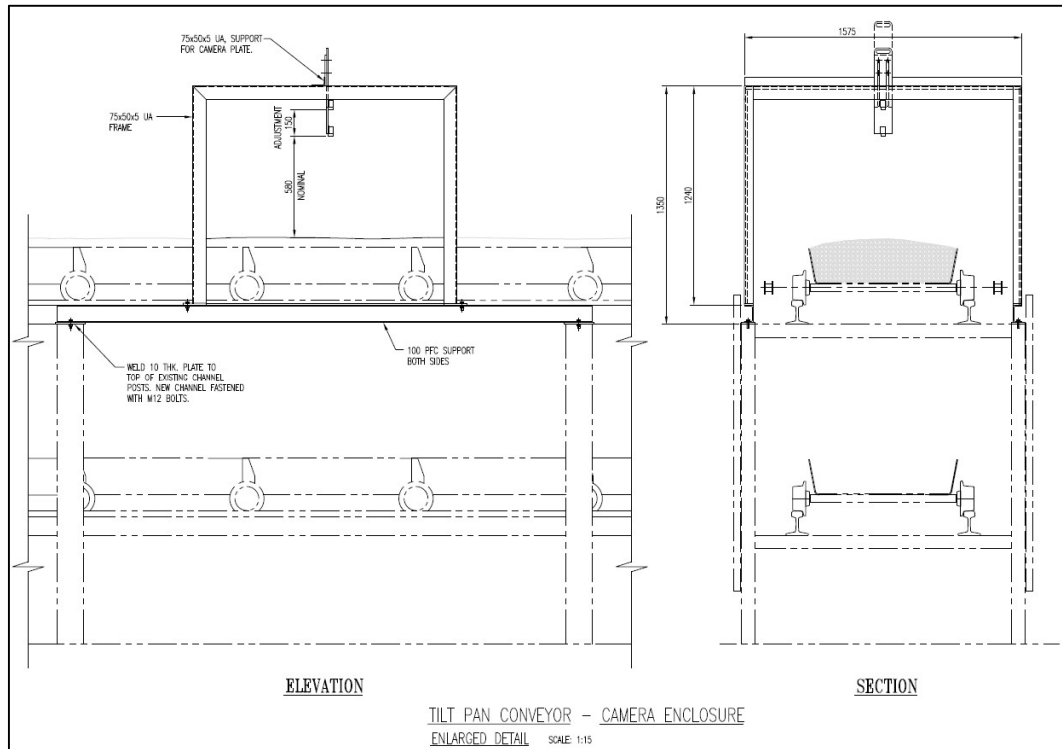 75x50x5 UA, SUPPORT
FOR CAMERA PLATE.
75x50x5 UA
FRAME
ADJUSTMENT
150
580
NOMINAL
100 PFC SUPPORT
BOTH SIDES
WELD 10 THK. PLATE TO
TOP OF EXISTING CHANNEL
POSTS. NEW CHANNEL FASTENED
WITH M12 BOLTS.
ELEVATION
1575
1350
1240
SECTION
TILT PAN CONVEYOR - CAMERA ENCLOSURE
ENLARGED DETAIL SCALE: 1:15